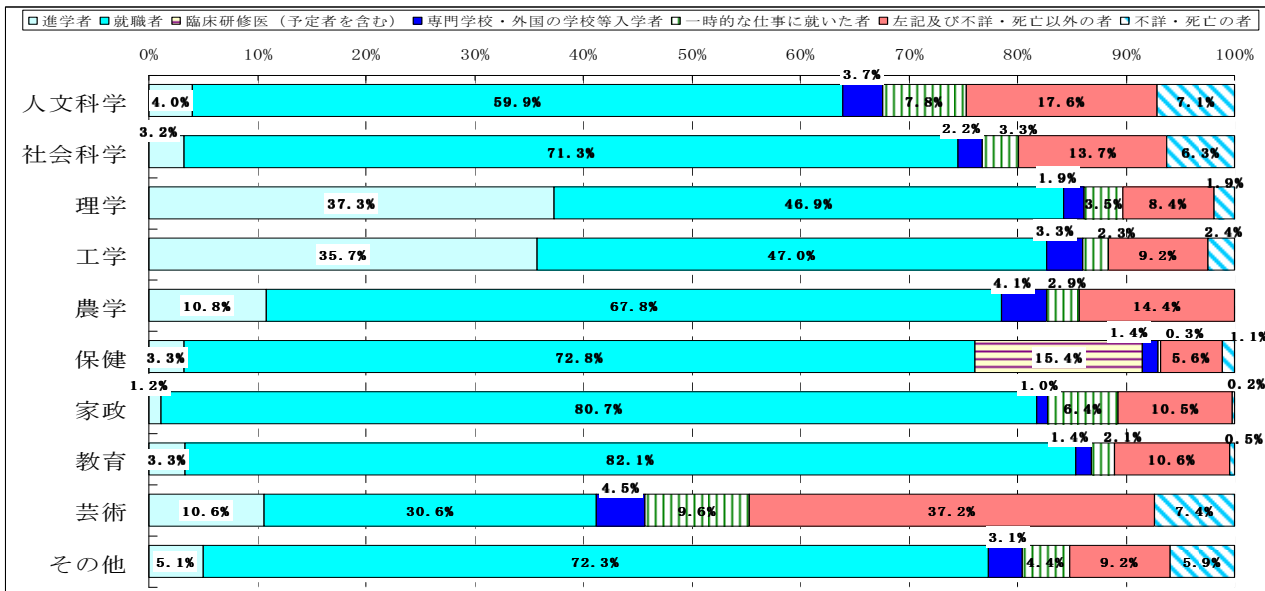 進学者 就職者 臨床研修医（予定者を含む） 専門学校・外国の学校等入学者 一時的な仕事に就いた者 左記及び不詳・死亡以外の者 不詳・死亡の者
0% 10% 20% 30% 40% 50% 60% 70% 80% 90% 100%
人文科学 4.0% 59.9% 3.7% 7.8% 17.6% 7.1%
社会科学 3.2% 71.3% 2.2% 3.3% 13.7% 6.3%
理学 37.3% 46.9% 1.9% 3.5% 8.4% 1.9%
工学 35.7% 47.0% 3.3% 2.3% 9.2% 2.4%
農学 10.8% 67.8% 4.1% 2.9% 14.4%
保健 3.3% 72.8% 15.4% 1.4% 0.3% 5.6% 1.1%
家政 1.2% 80.7% 1.0% 6.4% 10.5% 0.2%
教育 3.3% 82.1% 1.4% 2.1% 10.6% 0.5%
芸術 10.6% 30.6% 4.5% 9.6% 37.2% 7.4%
その他 5.1% 72.3% 3.1% 4.4% 9.2% 5.9%